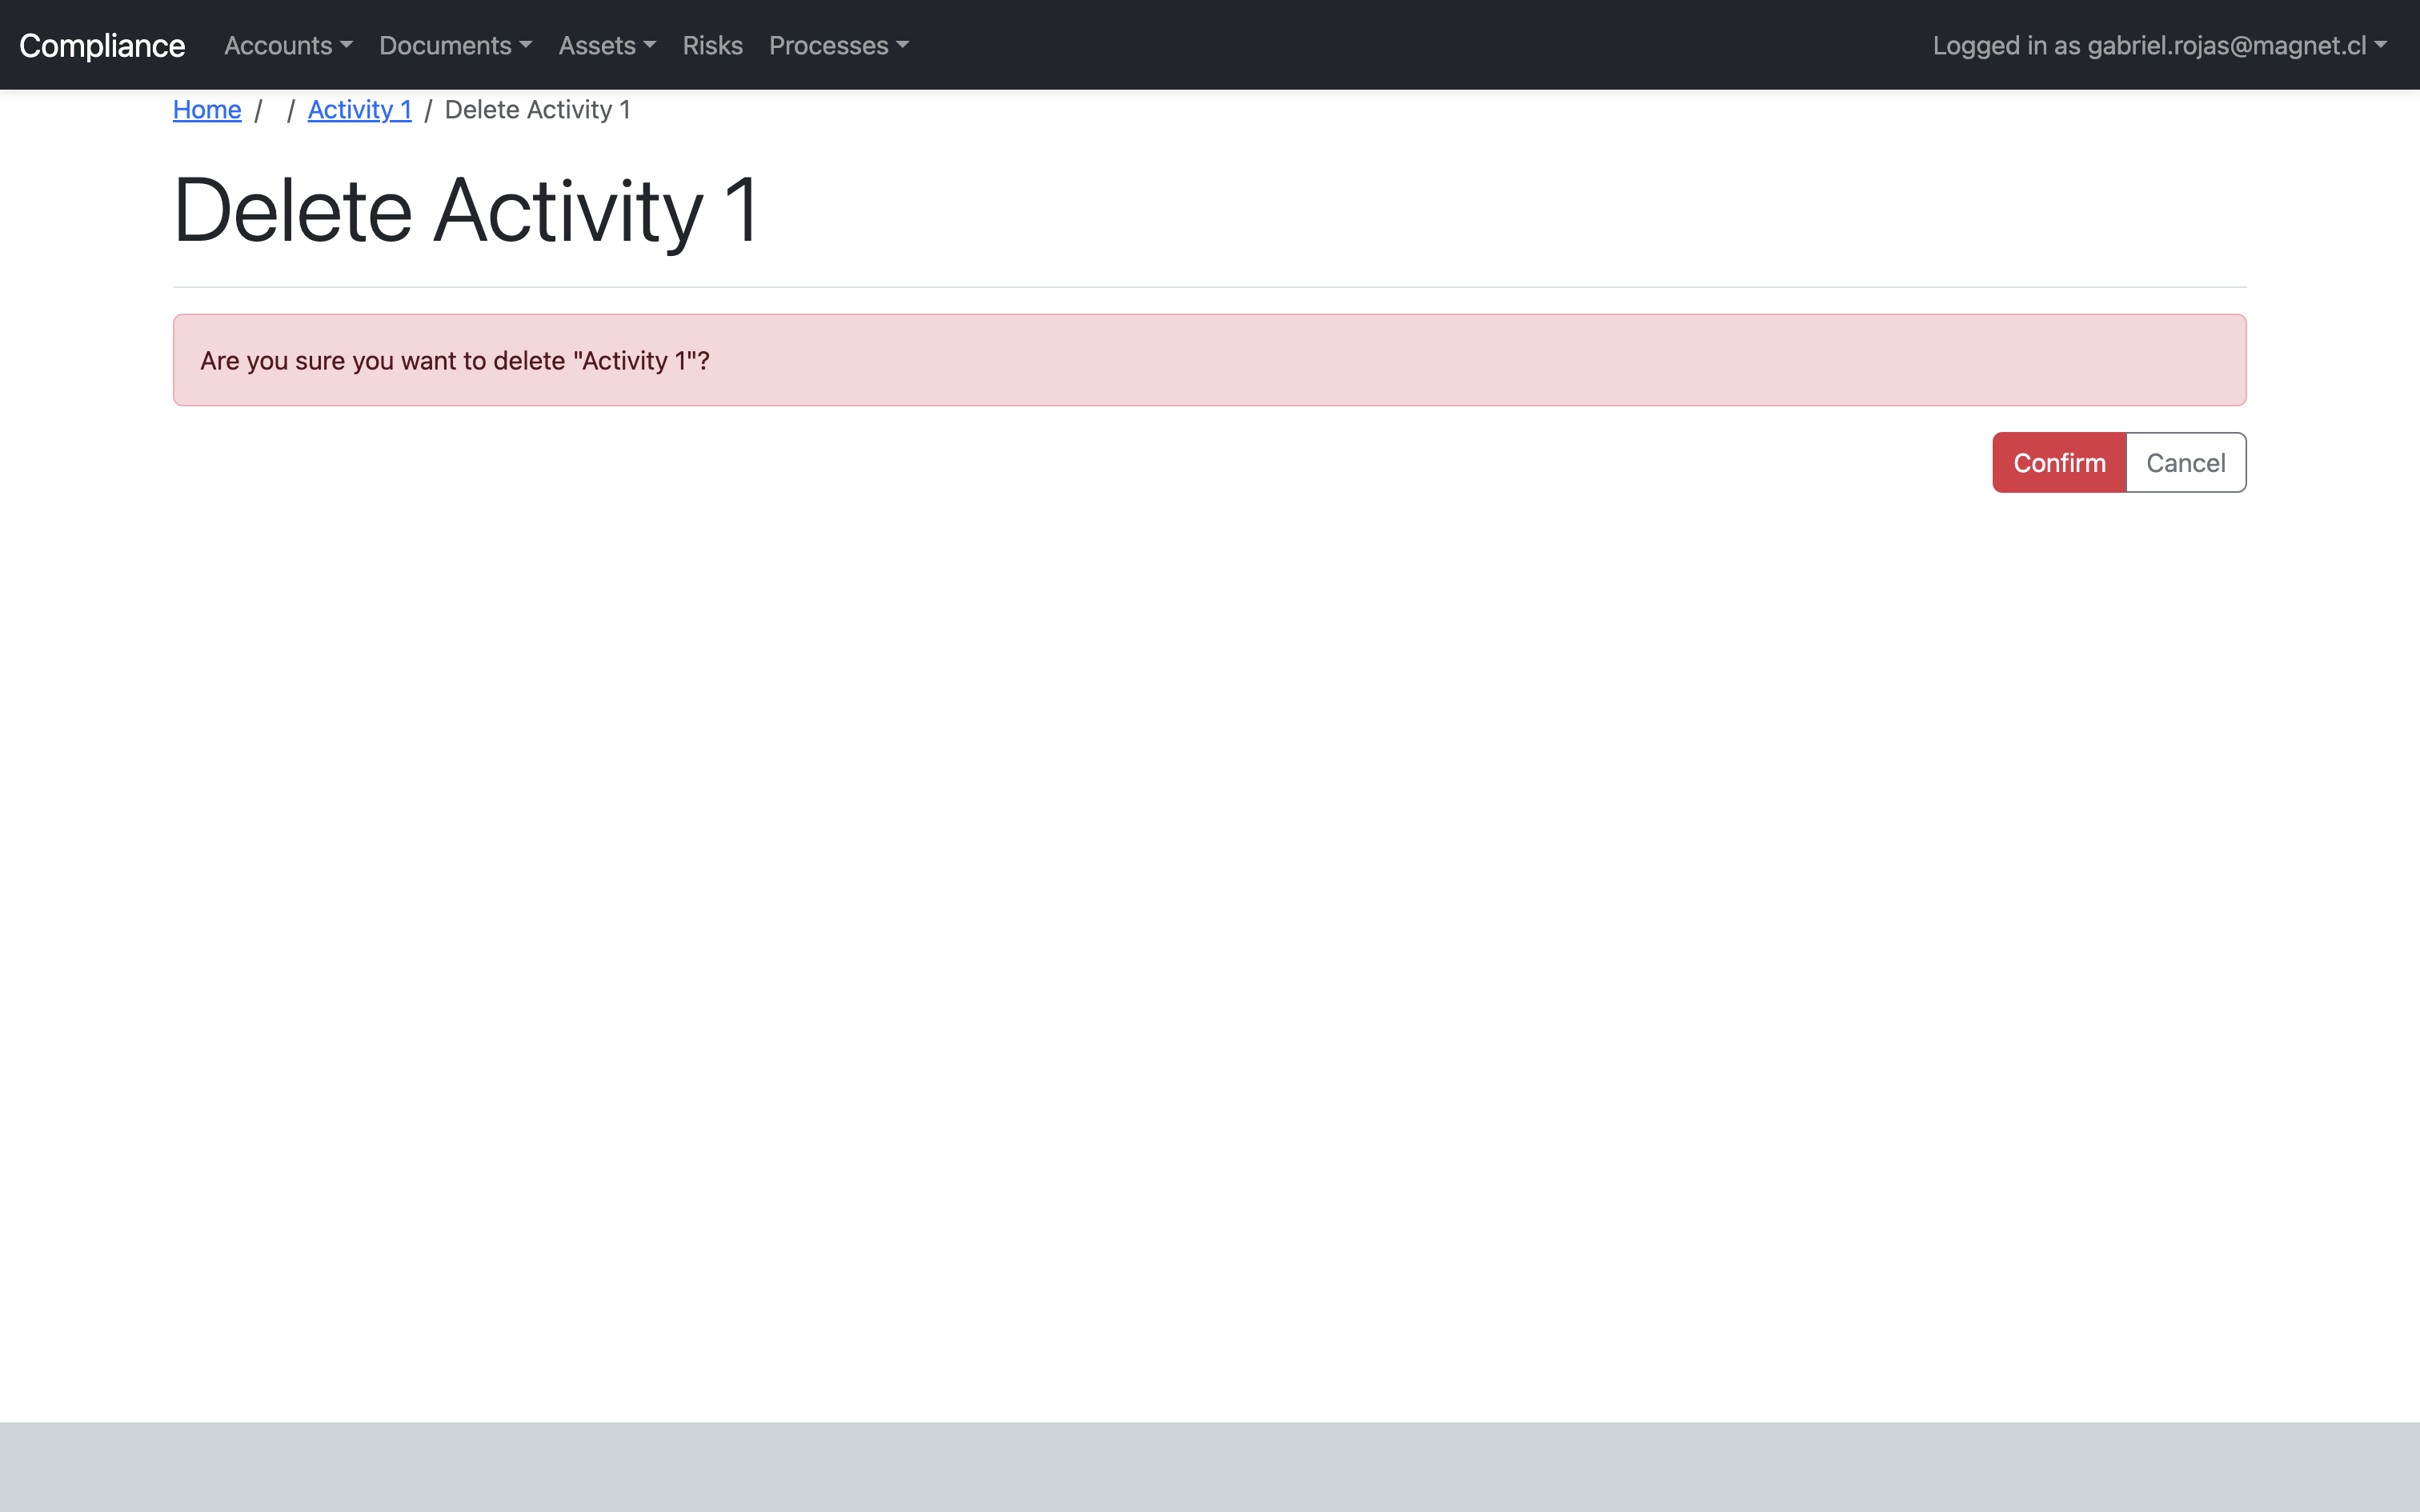 Compliance Accounts Documents Assets Risks Processes Logged in as gabriel.rojas@magnet.cl
Home / / Activity 1 / Delete Activity 1
Delete Activity 1
Are you sure you want to delete "Activity 1"?
Confirm Cancel